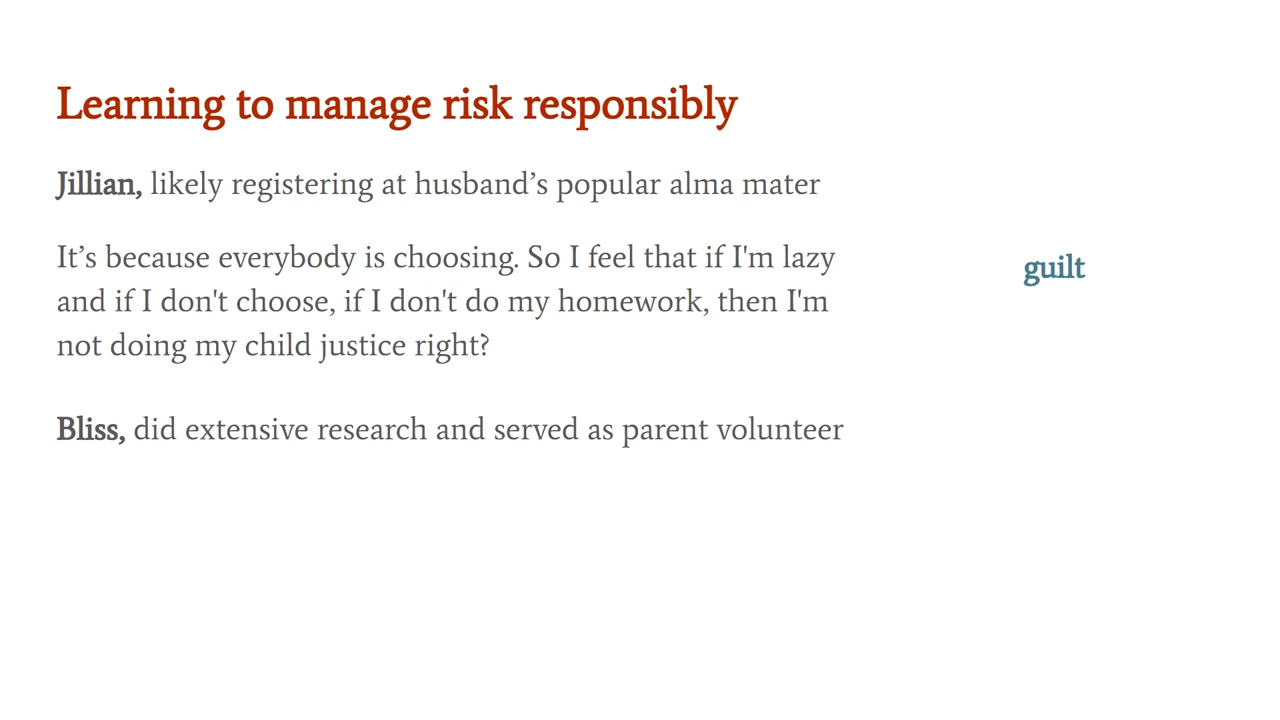 Learning to manage risk responsibly
Jillian, likely registering at husband’s popular alma mater
It’s because everybody is choosing. So I feel that if I'm lazy
and if I don't choose, if I don't do my homework, then I'm
not doing my child justice right?
guilt
Bliss, did extensive research and served as parent volunteer